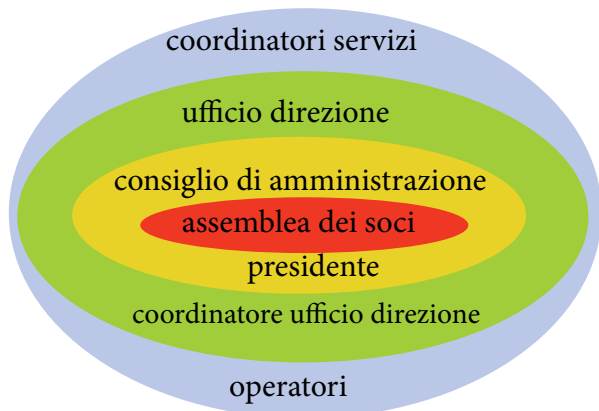 coordinatori servizi
ufficio direzione
consiglio di amministrazione
assemblea dei soci
presidente
coordinatore ufficio direzione
operatori